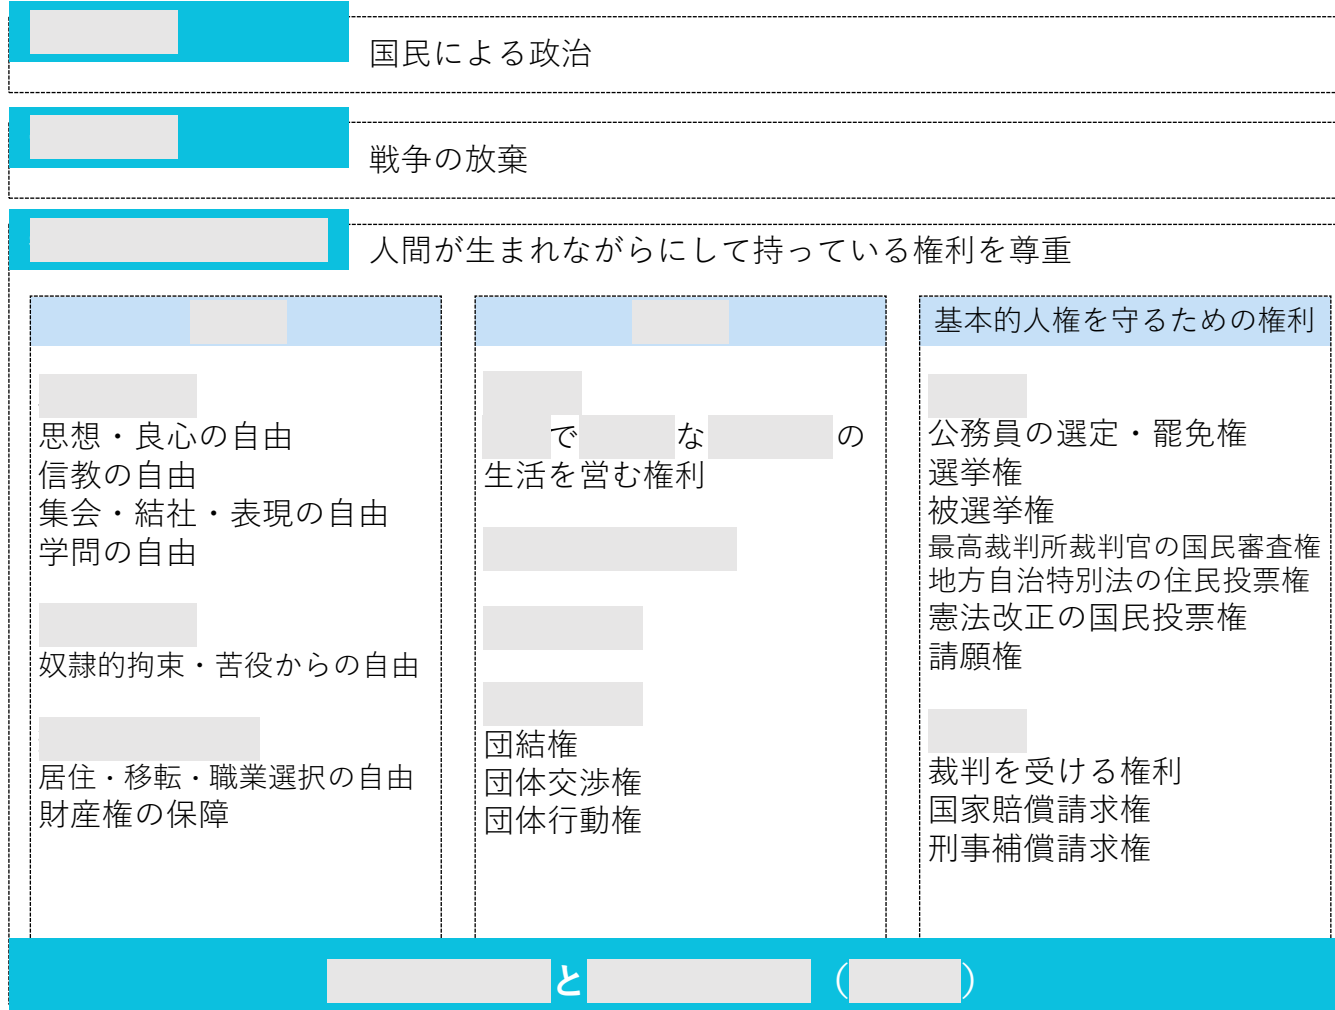 国民による政治
戦争の放棄
人間が生まれながらにして持っている権利を尊重
思想・良心の自由
信教の自由
集会・結社・表現の自由
学問の自由
奴隷的拘束・苦役からの自由
居住・移転・職業選択の自由
財産権の保障
で な の
生活を営む権利
団結権
団体交渉権
団体行動権
基本的人権を守るための権利
公務員の選定・罷免権
選挙権
被選挙権
最高裁判所裁判官の国民審査権
地方自治特別法の住民投票権
憲法改正の国民投票権
請願権
裁判を受ける権利
国家賠償請求権
刑事補償請求権
と ( )